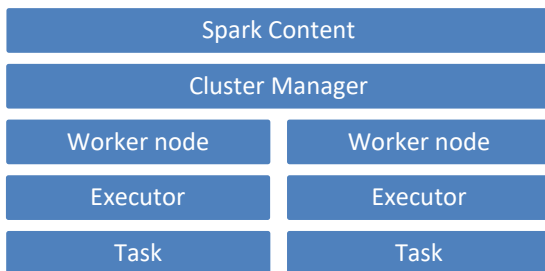 Spark Content
Cluster Manager
Worker node Worker node
Executor Executor
Task Task